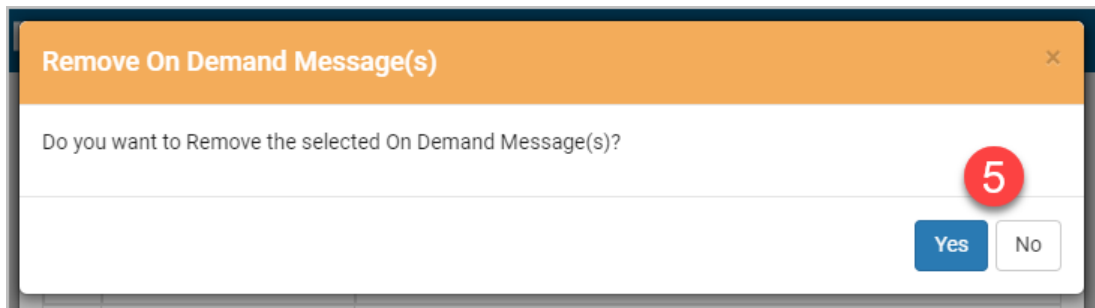 Remove On Demand Message(s)
×
Do you want to Remove the selected On Demand Message(s)?
5
Yes No